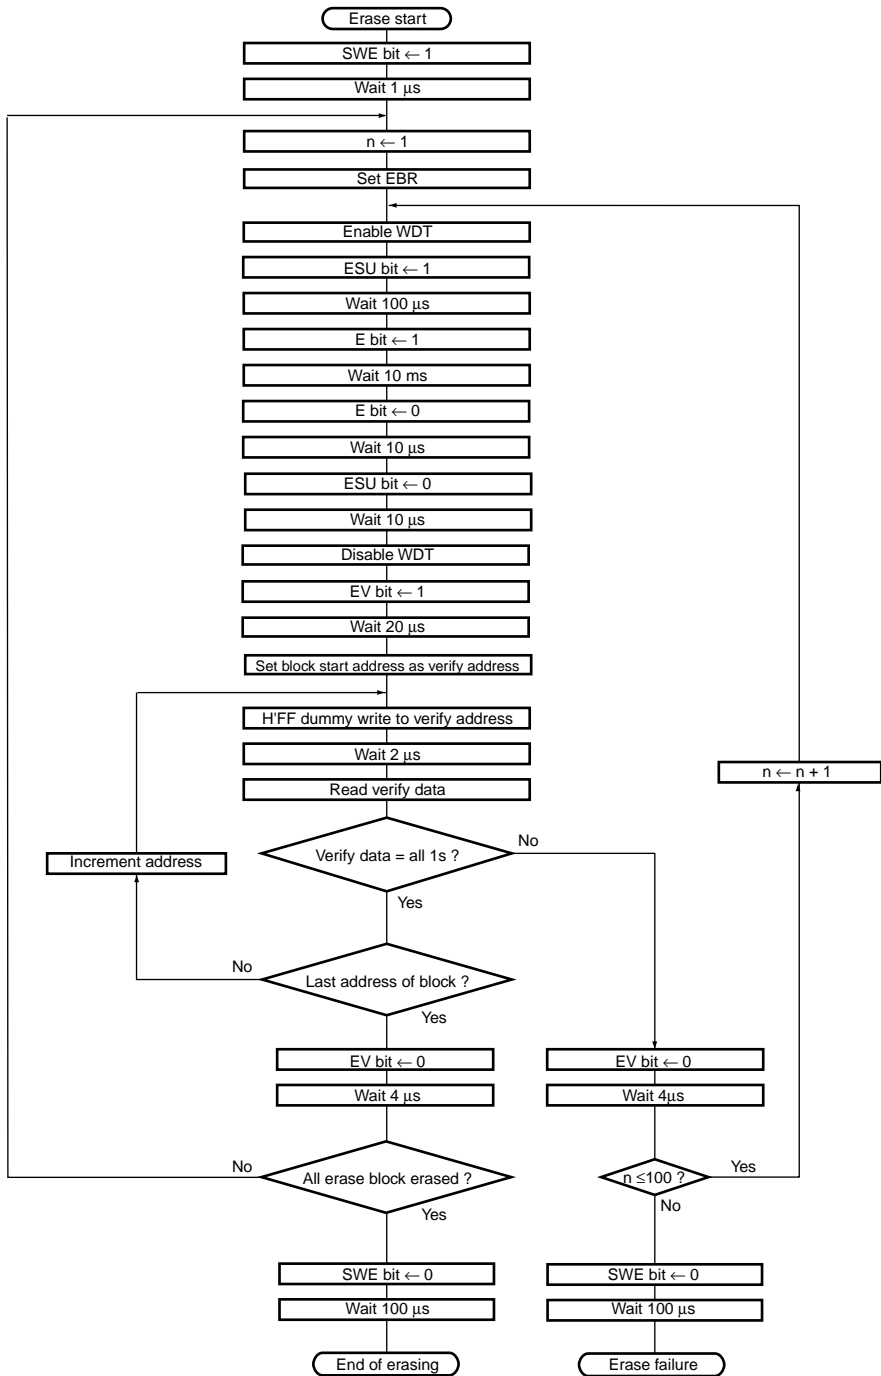 Erase start
SWE bit ← 1
Wait 1 μs
n ← 1
Set EBR
Enable WDT
ESU bit ← 1
Wait 100 μs
E bit ← 1
Wait 10 ms
E bit ← 0
Wait 10 μs
ESU bit ← 0
Wait 10 μs
Disable WDT
EV bit ← 1
Wait 20 μs
Set block start address as verify address
H'FF dummy write to verify address
Wait 2 μs
n ← n + 1
Read verify data
No
Increment address
Verify data = all 1s ?
Yes
No
Last address of block ?
Yes
EV bit ← 0
EV bit ← 0
Wait 4 μs
Wait 4μs
No
All erase block erased ?
n ≤100 ?
Yes
Yes
No
SWE bit ← 0
SWE bit ← 0
Wait 100 μs
Wait 100 μs
End of erasing
Erase failure